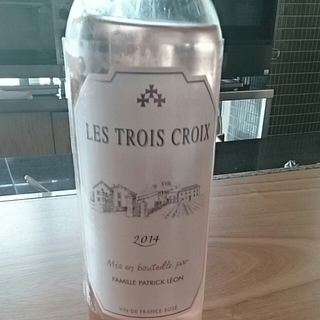 LES TROIS CROIX
2014
Mis en bouteille par
FAMILLE PATRICK LÉON
VIN DE FRANCE ROSÉ